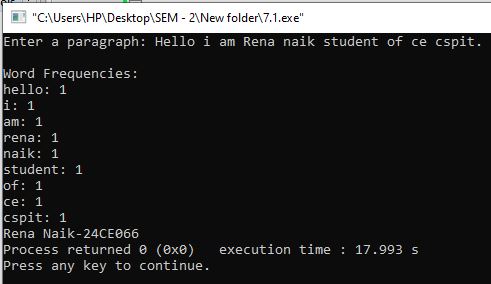 "C:\Users\HP\Desktop\SEM - 2\New folder\7.1.exe"
Enter a paragraph: Hello i am Rena naik student of ce cspit.
Word Frequencies:
hello: 1
i: 1
am: 1
rena: 1
naik: 1
student: 1
of: 1
ce: 1
cspit: 1
Rena Naik-24CE066
Process returned 0 (0x0)   execution time : 17.993 s
Press any key to continue.